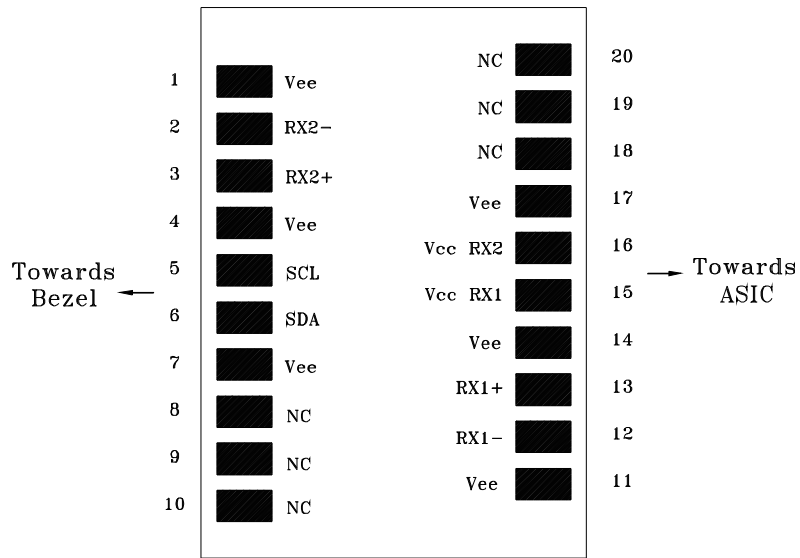 1 Vee
2 RX2-
3 RX2+
4 Vee
5 SCL
6 SDA
7 Vee
8 NC
9 NC
10 NC
Towards
Bezel
NC 20
NC 19
NC 18
Vee 17
Vcc RX2 16
Vcc RX1 15
Vee 14
RX1+ 13
RX1- 12
Vee 11
Towards
ASIC